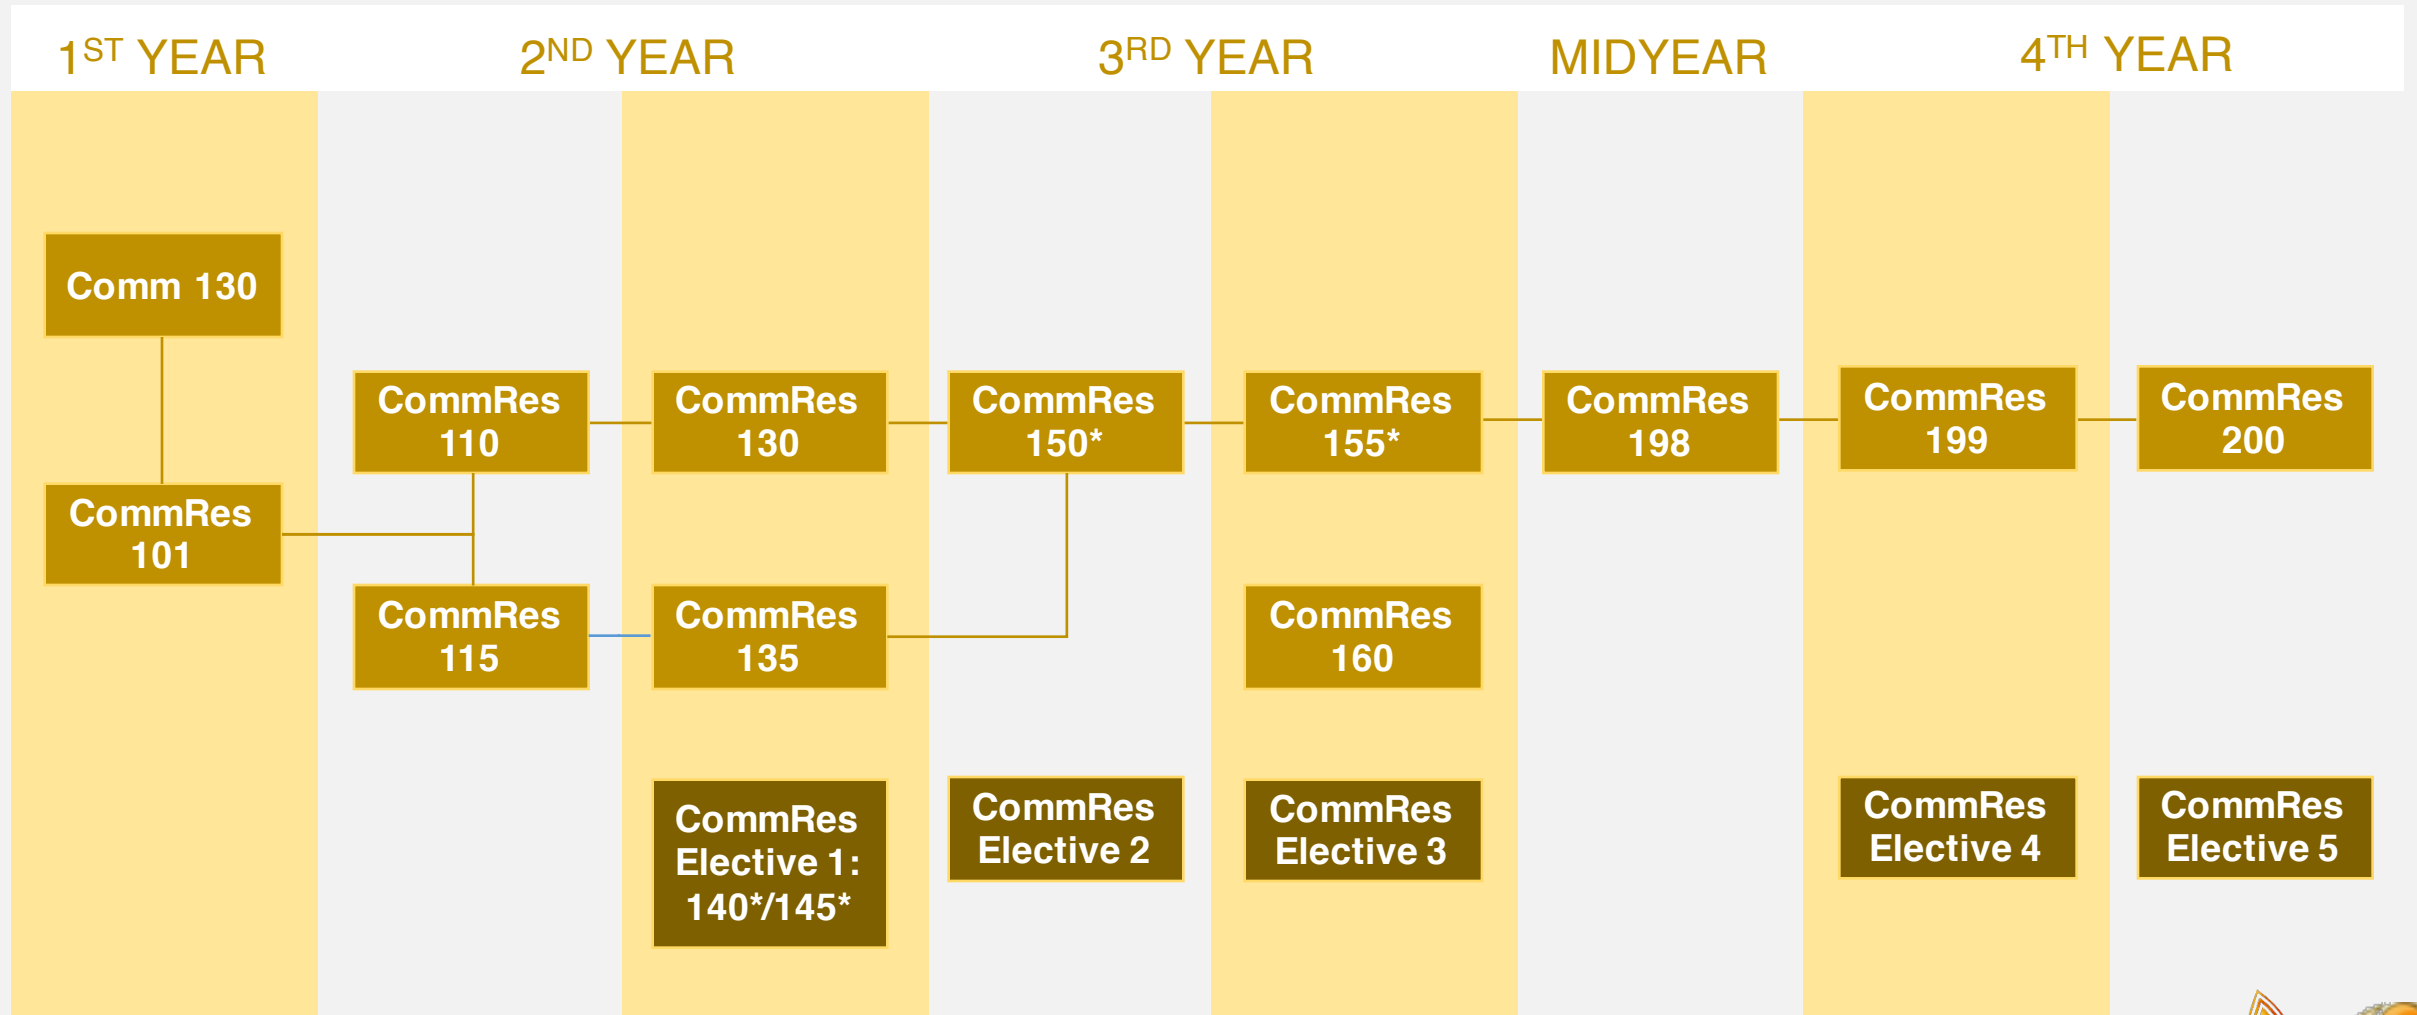 1ST YEAR
2ND YEAR
3RD YEAR
MIDYEAR
4TH YEAR
Comm 130
CommRes
101
CommRes
110
CommRes
115
CommRes
130
CommRes
135
CommRes
Elective 1:
140*/145*
CommRes
150*
CommRes
Elective 2
CommRes
155*
CommRes
160
CommRes
Elective 3
CommRes
198
CommRes
199
CommRes
Elective 4
CommRes
200
CommRes
Elective 5